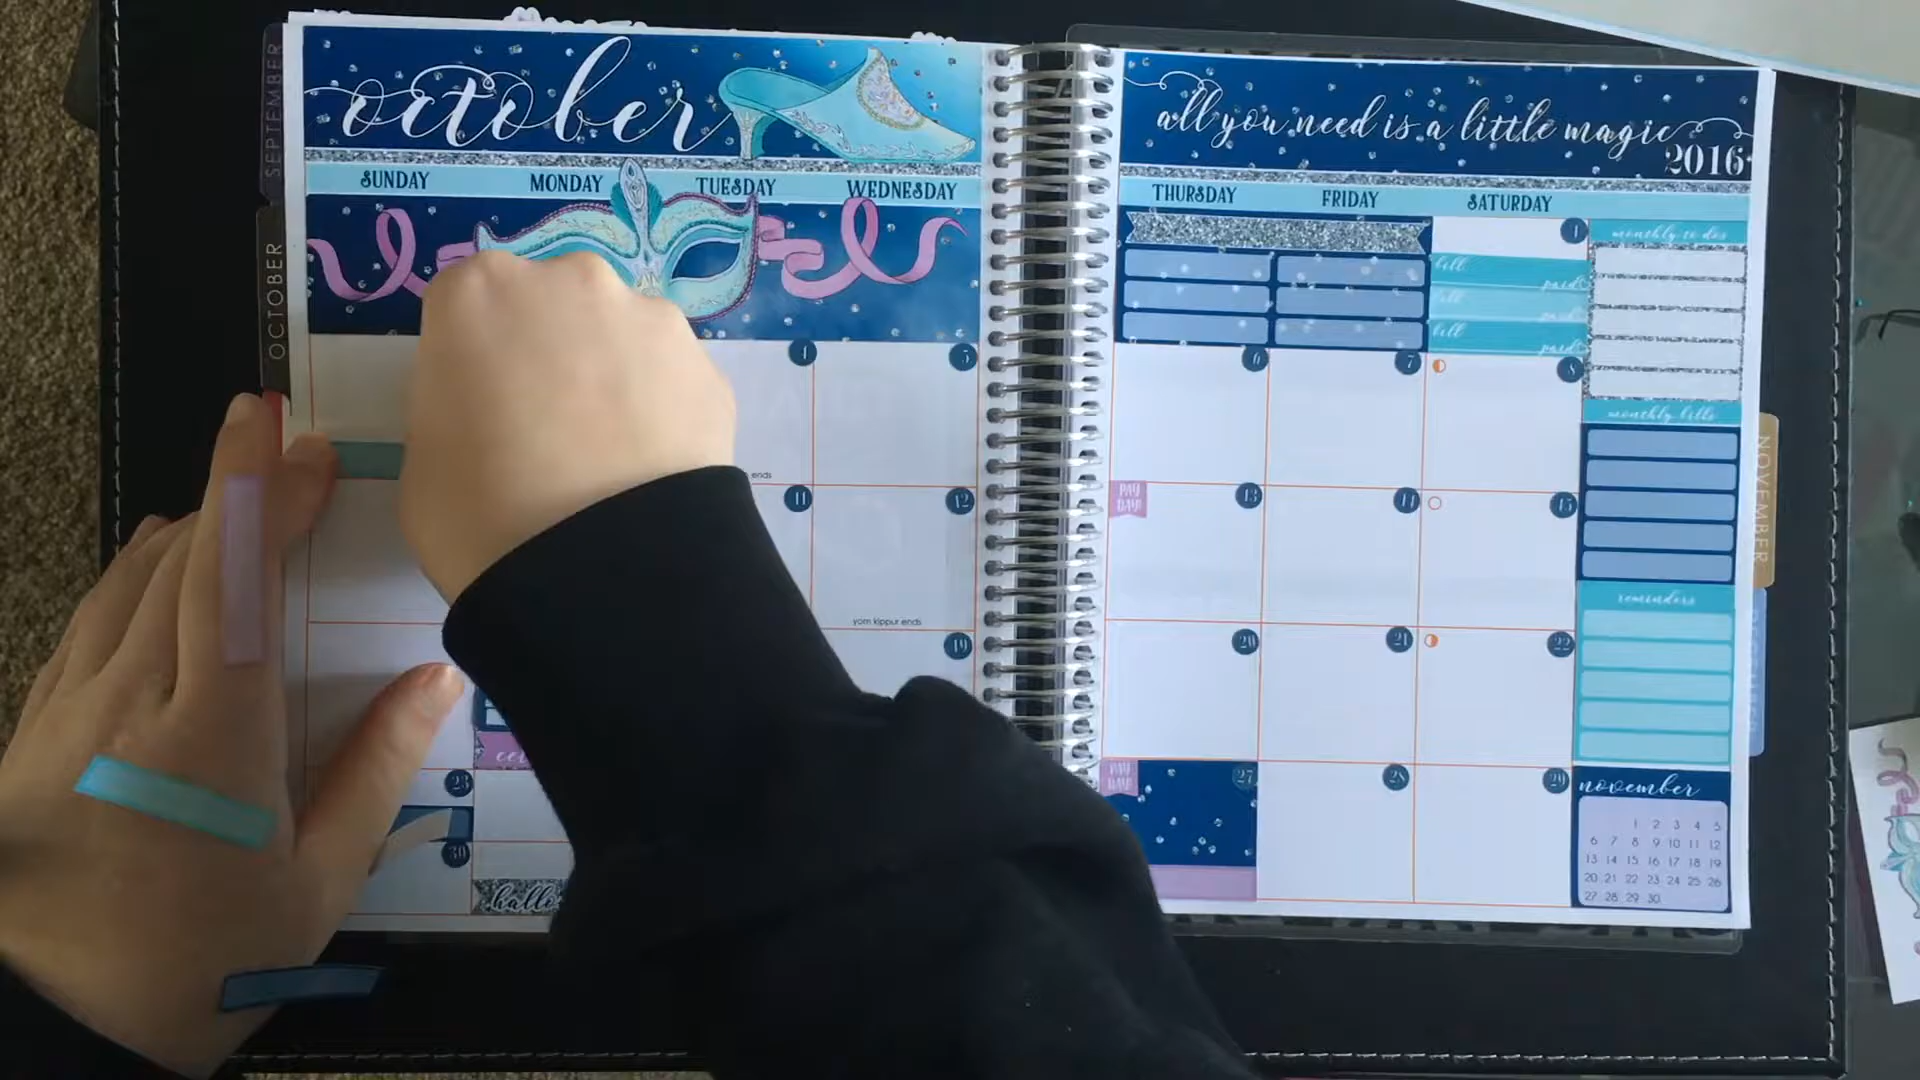 SEPTEMBER
OCTOBER
october
all you need is a little magic
2016
SUNDAY MONDAY TUESDAY WEDNESDAY
THURSDAY FRIDAY SATURDAY
1
monthly to dos
bill
paid
bill
paid
bill
paid
4 5
6 7 8
ends
monthly bills
11 12
PAY DAY!
13 14 15
yom kippur ends
NOVEMBER
reminders
19
20 21 22
23
30
PAY DAY!
27 28 29
hallo
november
1 2 3 4 5
6 7 8 9 10 11 12
13 14 15 16 17 18 19
20 21 22 23 24 25 26
27 28 29 30